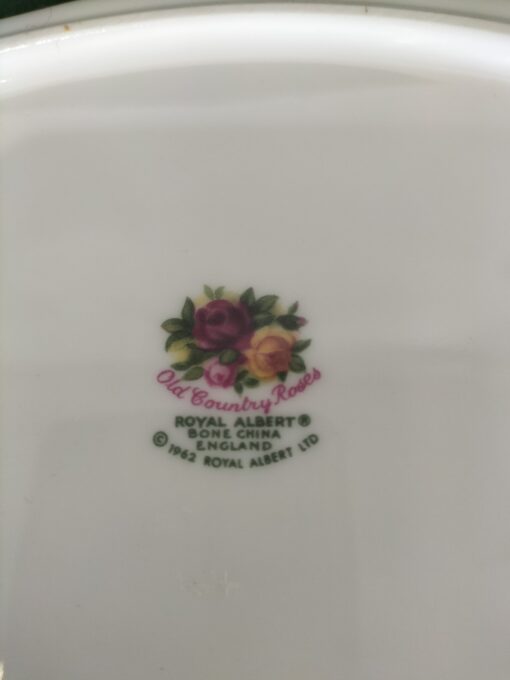 Old Country Roses
ROYAL ALBERT®
BONE CHINA
ENGLAND
© 1962 ROYAL ALBERT LTD